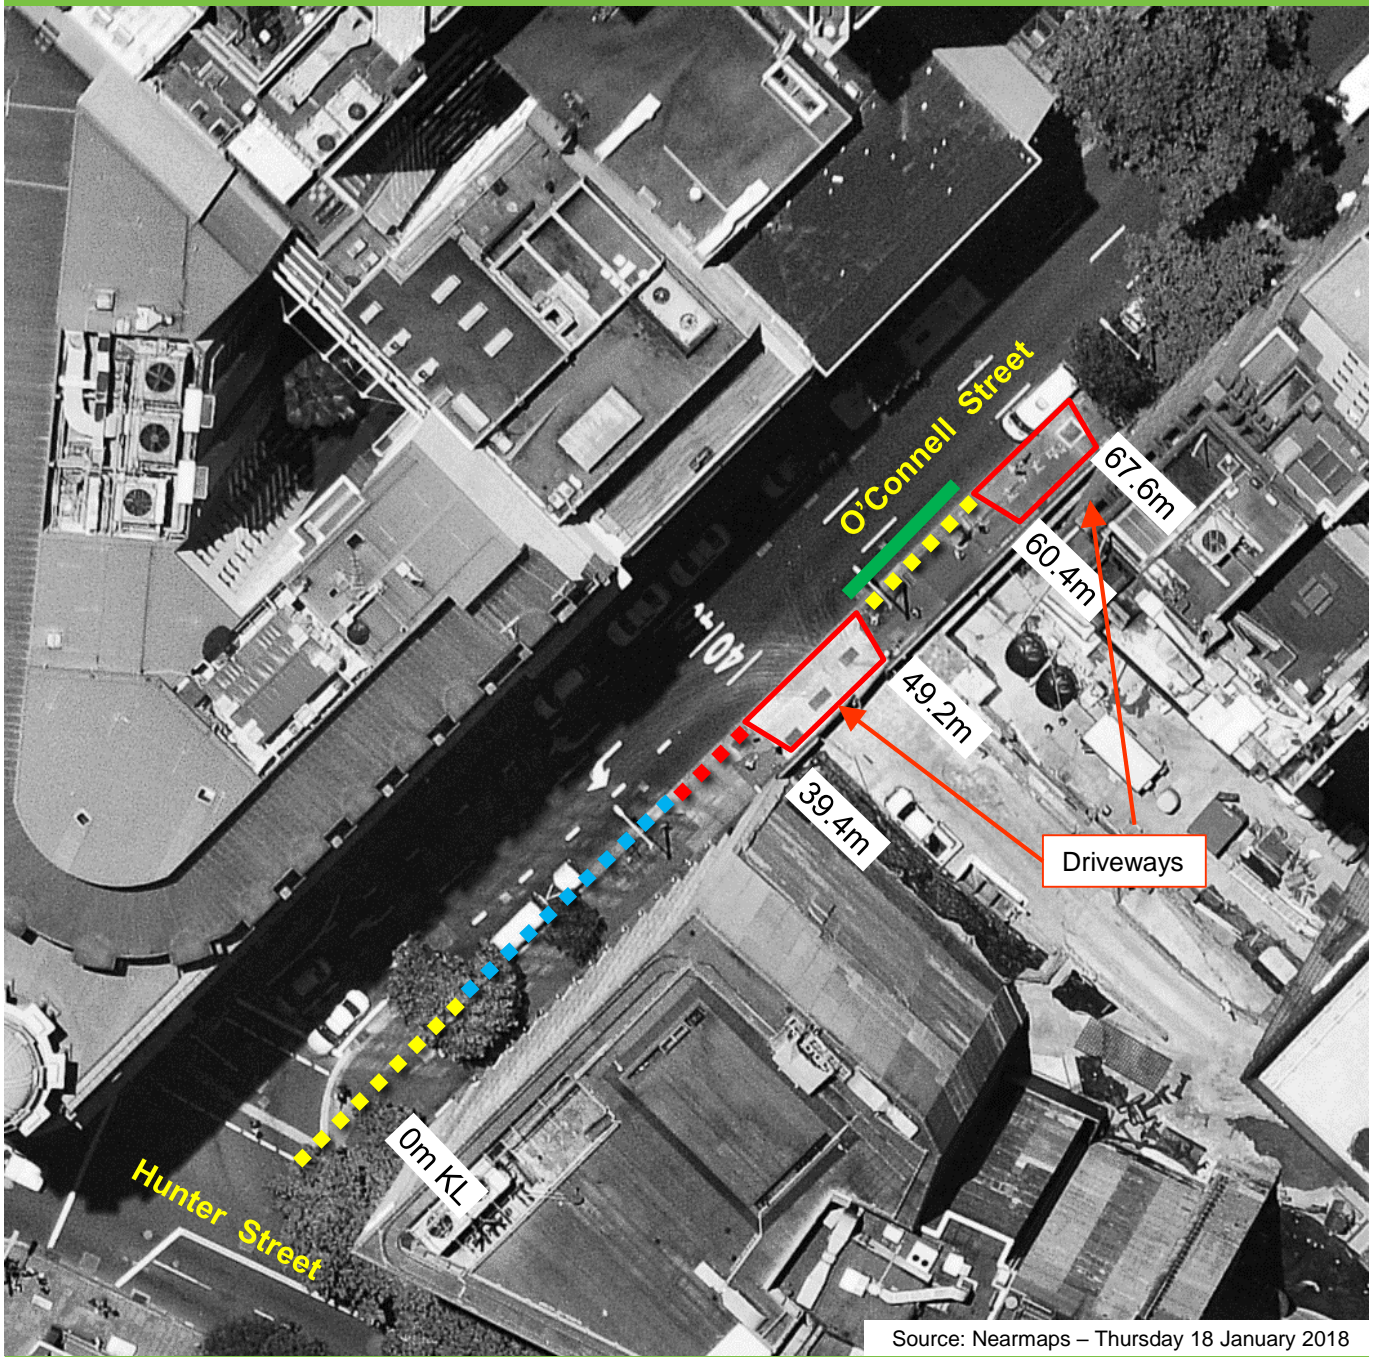 O'Connell Street
67.6m
60.4m
49.2m
39.4m
Driveways
40
0m KL
Hunter Street
Source: Nearmaps – Thursday 18 January 2018